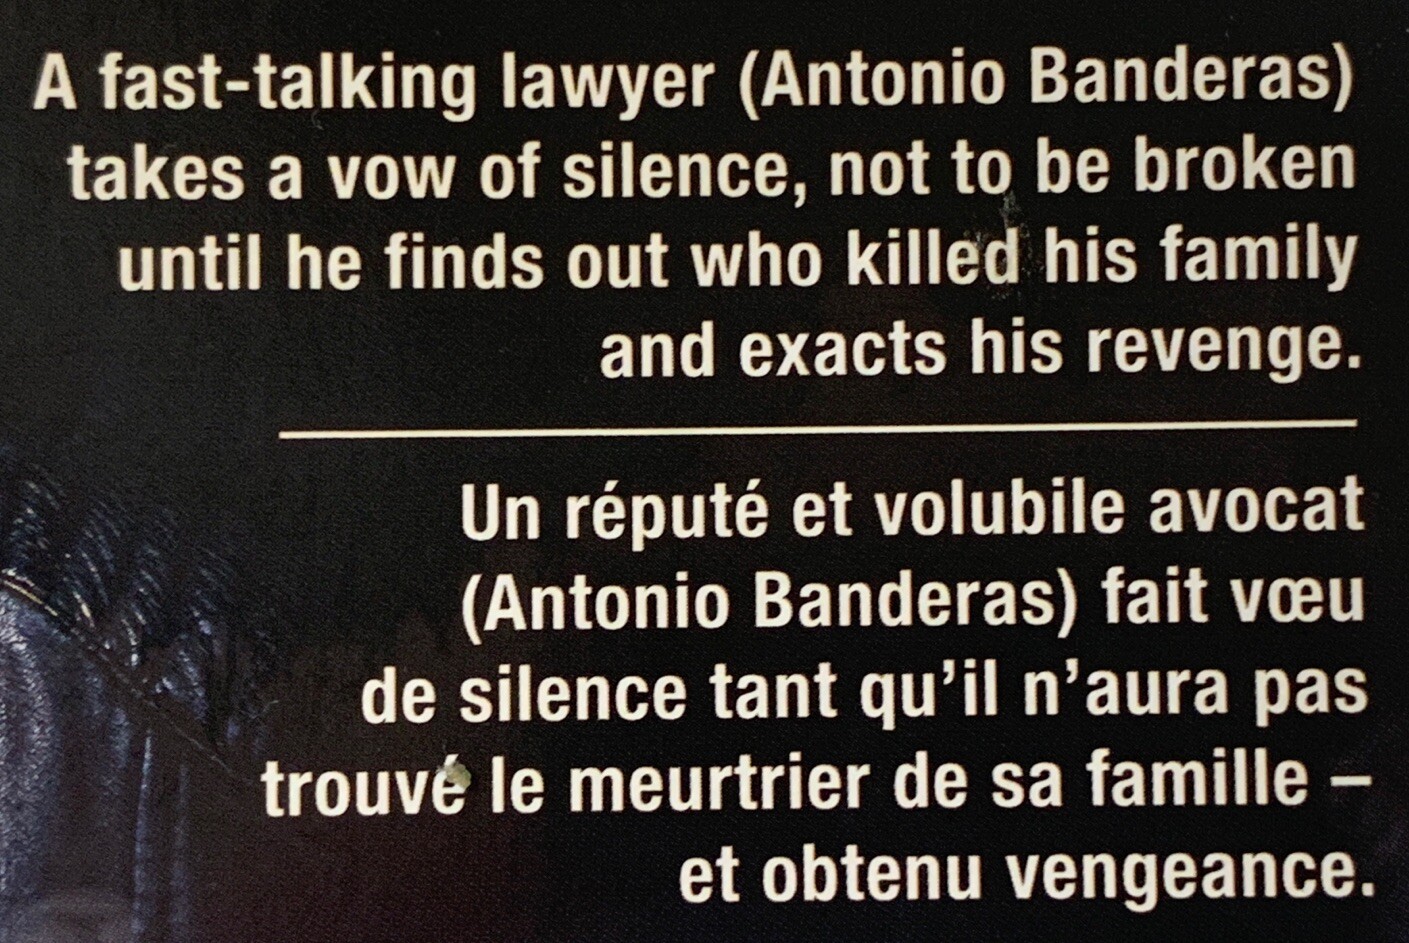 A fast-talking lawyer (Antonio Banderas)
takes a vow of silence, not to be broken
until he finds out who killed his family
and exacts his revenge.
Un réputé et volubile avocat
(Antonio Banderas) fait vœu
de silence tant qu’il n’aura pas
trouvé le meurtrier de sa famille –
et obtenu vengeance.